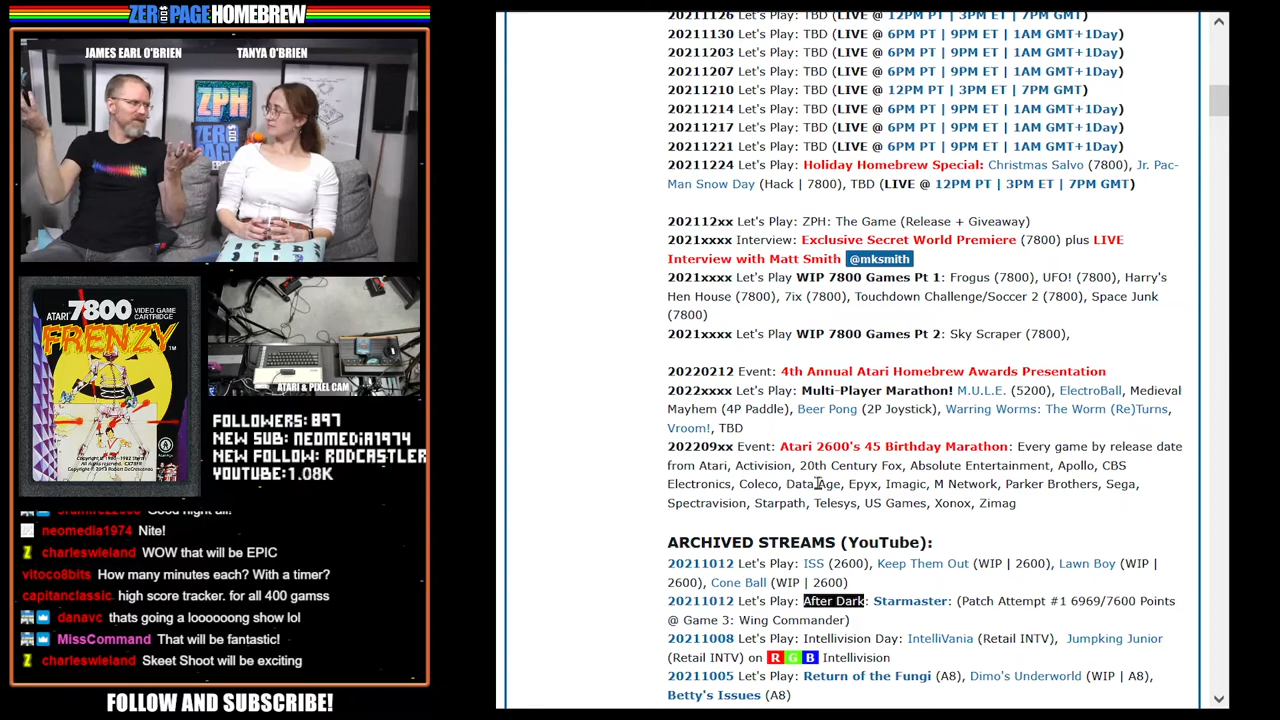 ZERO PAGE HOMEBREW
JAMES EARL O'BRIEN TANYA O'BRIEN
ZPH
ATARI 7800 VIDEO GAME CARTRIDGE
FRENZY
ATARI & PIXEL CAM
FOLLOWERS: 897
NEW SUB: NEOMEDIA1974
NEW FOLLOW: RODCASTLER
YOUTUBE: 1.08K
Good night all!
neomedia1974 Nite!
charleswieland WOW that will be EPIC
vitoco8bits How many minutes each? With a timer?
capitanclassic high score tracker. for all 400 gamss
danavc thats going a loooooong show lol
MissCommand That will be fantastic!
charleswieland Skeet Shoot will be exciting
FOLLOW AND SUBSCRIBE!
20211126 Let's Play: TBD (LIVE @ 12PM PT | 3PM ET | 7PM GMT)
20211130 Let's Play: TBD (LIVE @ 6PM PT | 9PM ET | 1AM GMT+1Day)
20211203 Let's Play: TBD (LIVE @ 6PM PT | 9PM ET | 1AM GMT+1Day)
20211207 Let's Play: TBD (LIVE @ 6PM PT | 9PM ET | 1AM GMT+1Day)
20211210 Let's Play: TBD (LIVE @ 12PM PT | 3PM ET | 7PM GMT)
20211214 Let's Play: TBD (LIVE @ 6PM PT | 9PM ET | 1AM GMT+1Day)
20211217 Let's Play: TBD (LIVE @ 6PM PT | 9PM ET | 1AM GMT+1Day)
20211221 Let's Play: TBD (LIVE @ 6PM PT | 9PM ET | 1AM GMT+1Day)
20211224 Let's Play: Holiday Homebrew Special: Christmas Salvo (7800), Jr. Pac-
Man Snow Day (Hack | 7800), TBD (LIVE @ 12PM PT | 3PM ET | 7PM GMT)
202112xx Let's Play: ZPH: The Game (Release + Giveaway)
2021xxxx Interview: Exclusive Secret World Premiere (7800) plus LIVE
Interview with Matt Smith @mksmith
2021xxxx Let's Play WIP 7800 Games Pt 1: Frogus (7800), UFO! (7800), Harry's
Hen House (7800), 7ix (7800), Touchdown Challenge/Soccer 2 (7800), Space Junk
(7800)
2021xxxx Let's Play WIP 7800 Games Pt 2: Sky Scraper (7800),
20220212 Event: 4th Annual Atari Homebrew Awards Presentation
2022xxxx Let's Play: Multi-Player Marathon! M.U.L.E. (5200), ElectroBall, Medieval
Mayhem (4P Paddle), Beer Pong (2P Joystick), Warring Worms: The Worm (Re)Turns,
Vroom!, TBD
202209xx Event: Atari 2600's 45 Birthday Marathon: Every game by release date
from Atari, Activision, 20th Century Fox, Absolute Entertainment, Apollo, CBS
Electronics, Coleco, Data Age, Epyx, Imagic, M Network, Parker Brothers, Sega,
Spectravision, Starpath, Telesys, US Games, Xonox, Zimag
ARCHIVED STREAMS (YouTube):
20211012 Let's Play: ISS (2600), Keep Them Out (WIP | 2600), Lawn Boy (WIP |
2600), Cone Ball (WIP | 2600)
20211012 Let's Play: After Dark: Starmaster: (Patch Attempt #1 6969/7600 Points
@ Game 3: Wing Commander)
20211008 Let's Play: Intellivision Day: IntelliVania (Retail INTV), Jumpking Junior
(Retail INTV) on R G B Intellivision
20211005 Let's Play: Return of the Fungi (A8), Dimo's Underworld (WIP | A8),
Betty's Issues (A8)